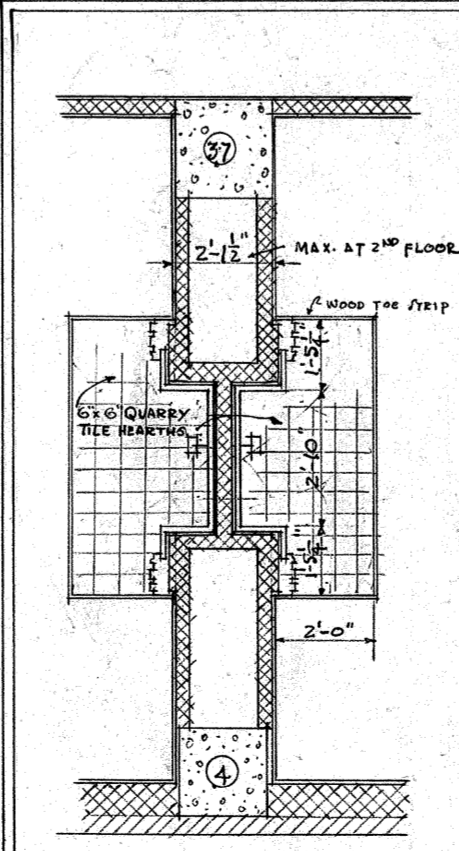 37
2'-1½" MAX. AT 2ND FLOOR
WOOD TOE STRIP
1'-5¼"
6"x6" QUARRY
TILE HEARTHS
2'-10"
1'-5¼"
2'-0"
4